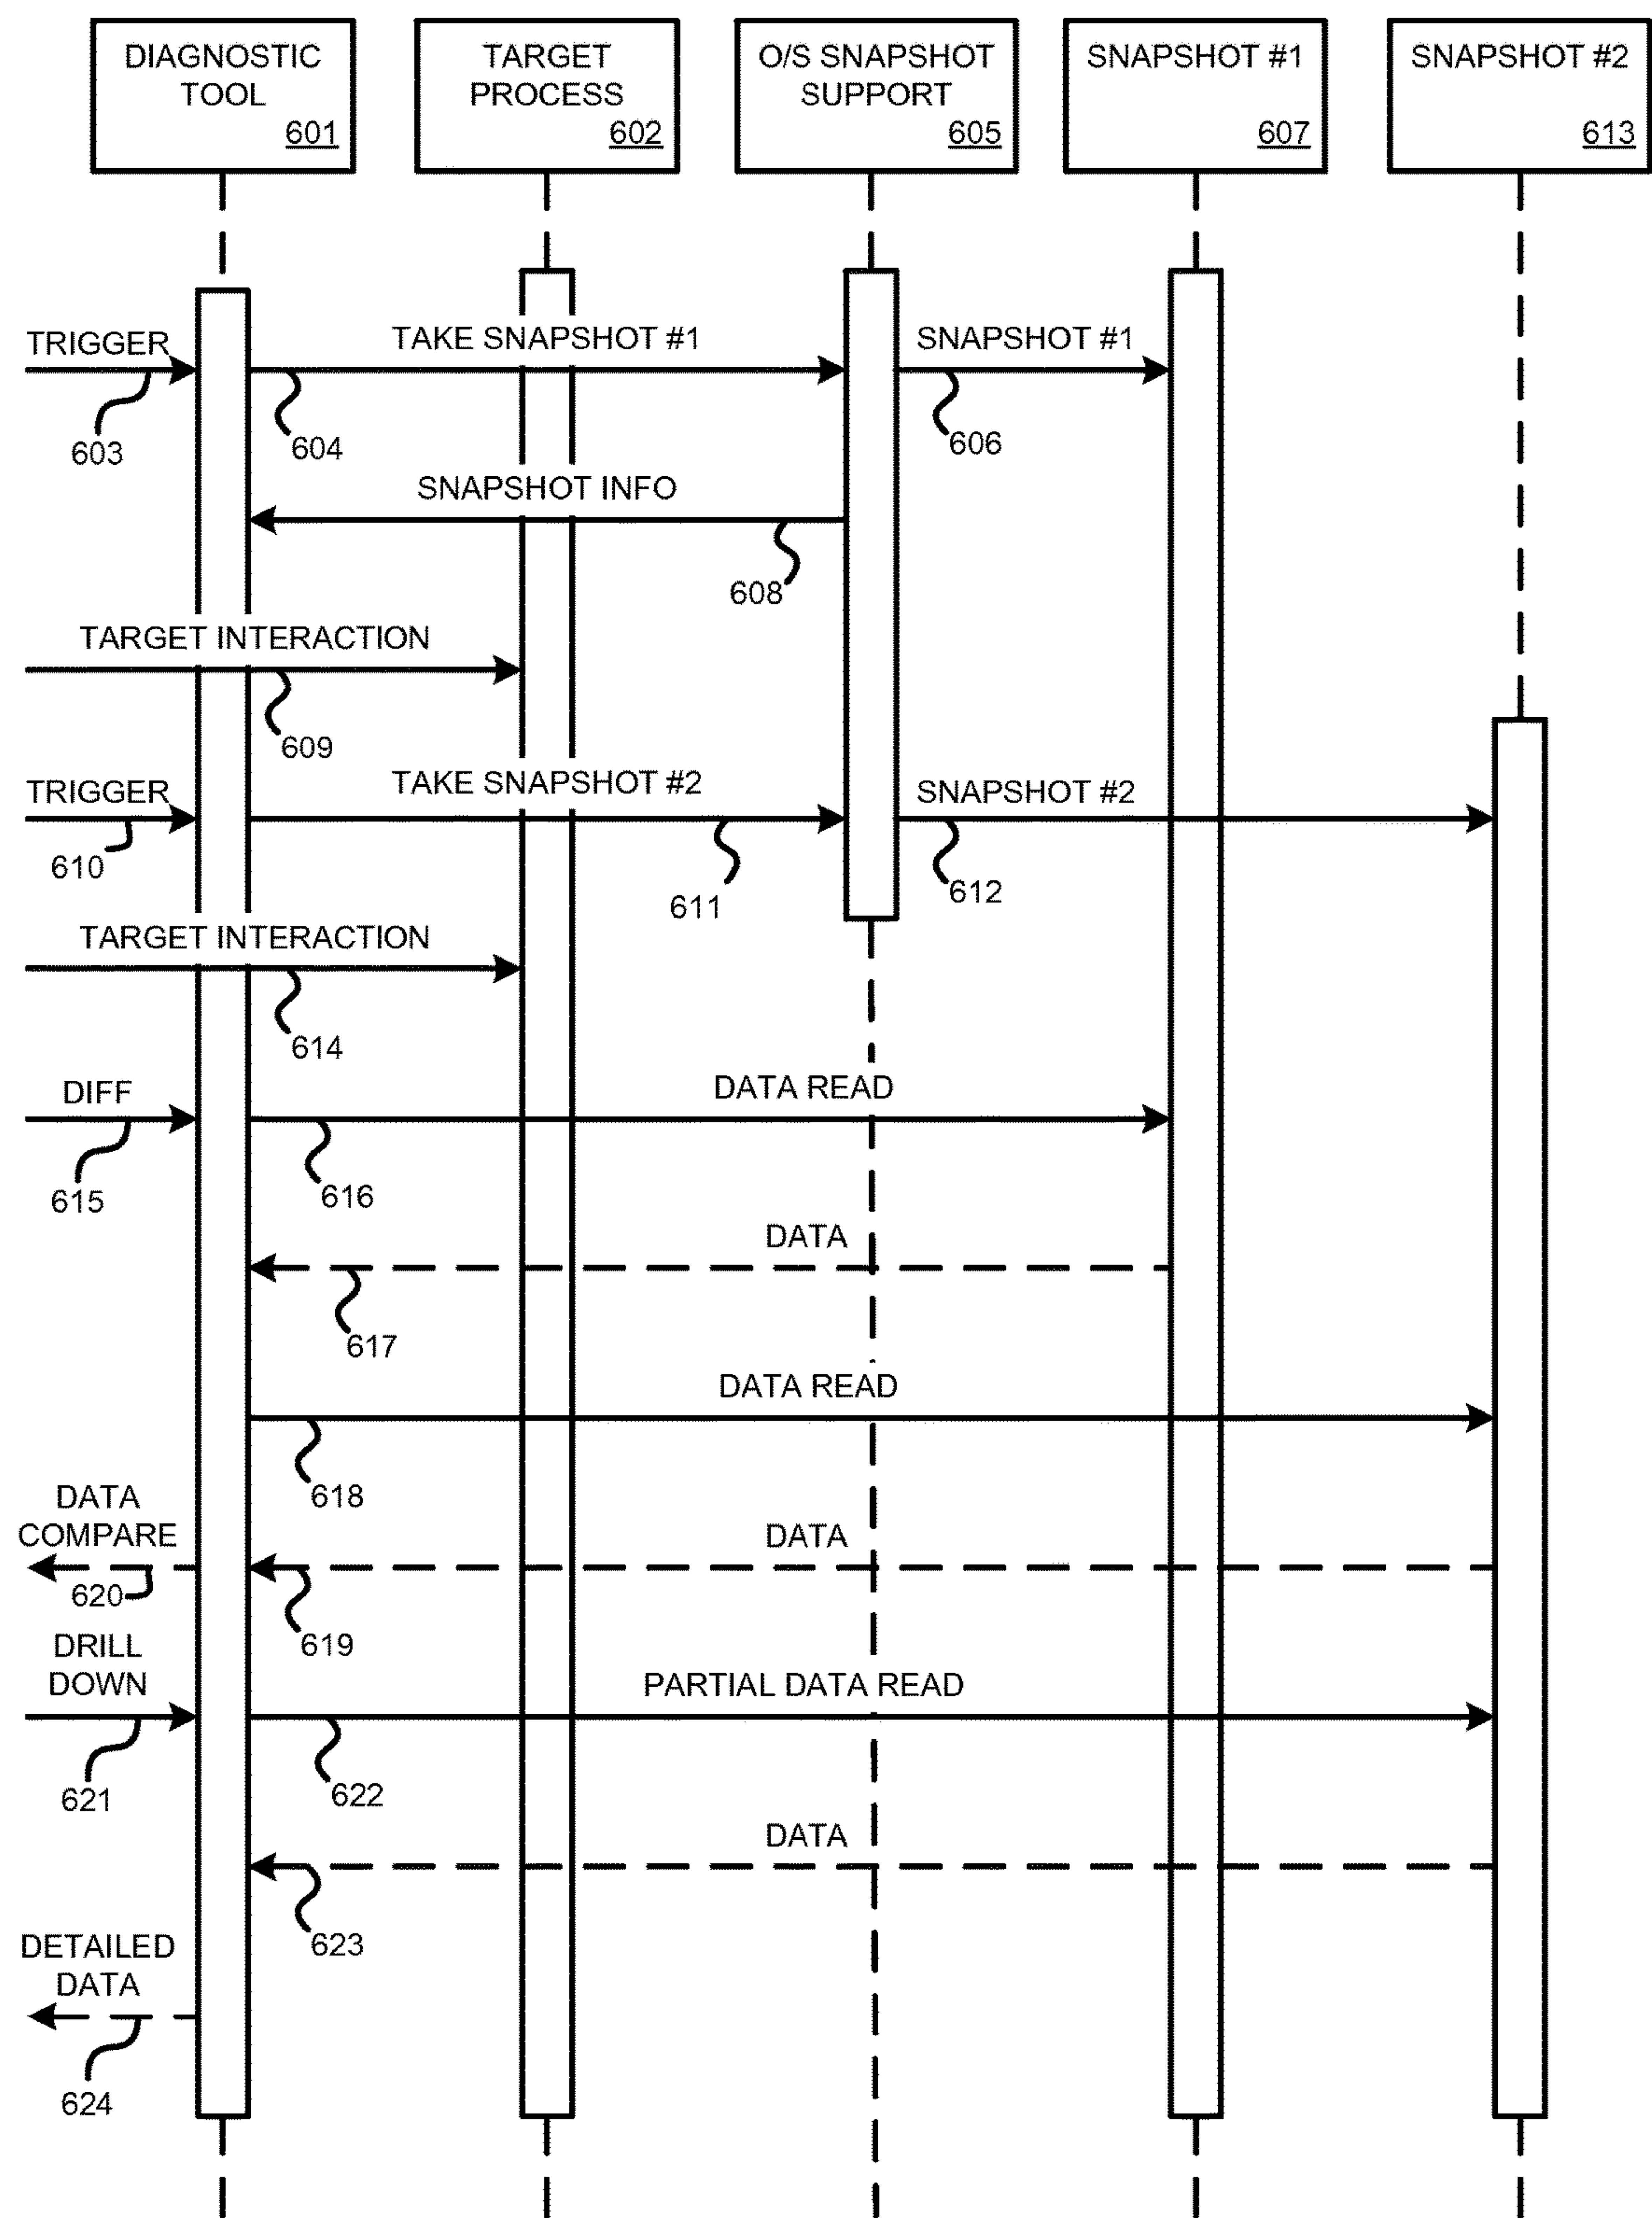 DIAGNOSTIC
TOOL
601
TARGET
PROCESS
602
O/S SNAPSHOT
SUPPORT
605
SNAPSHOT #1
607
SNAPSHOT #2
613
TRIGGER
603
TAKE SNAPSHOT #1
604
SNAPSHOT #1
606
SNAPSHOT INFO
608
TARGET INTERACTION
609
TRIGGER
610
TAKE SNAPSHOT #2
611
SNAPSHOT #2
612
TARGET INTERACTION
614
DIFF
615
DATA READ
616
DATA
617
DATA READ
618
DATA
COMPARE
620
DATA
619
DRILL
DOWN
621
PARTIAL DATA READ
622
DATA
623
DETAILED
DATA
624